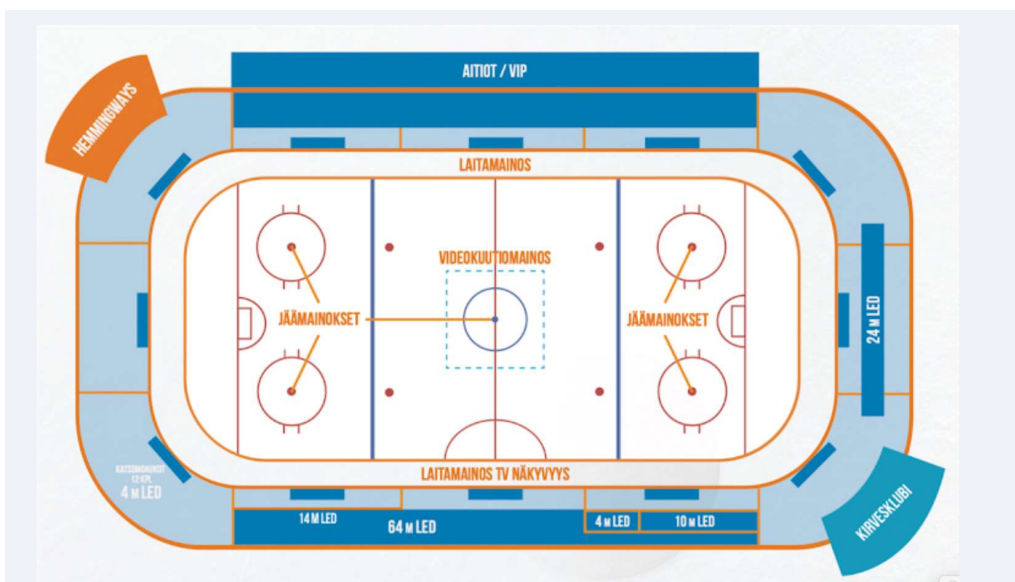 AITIOT / VIP
HEMMINGWAYS
LAITAMAINOS
VIDEOKUUTIOMAINOS
JÄÄMAINOKSET
JÄÄMAINOKSET
24 M LED
LAITAMAINOS TV NÄKYVYYS
KATSOMOAUKOT
12 KPL
4 M LED
14 M LED
64 M LED
4 M LED
10 M LED
KIRVESKLUBI